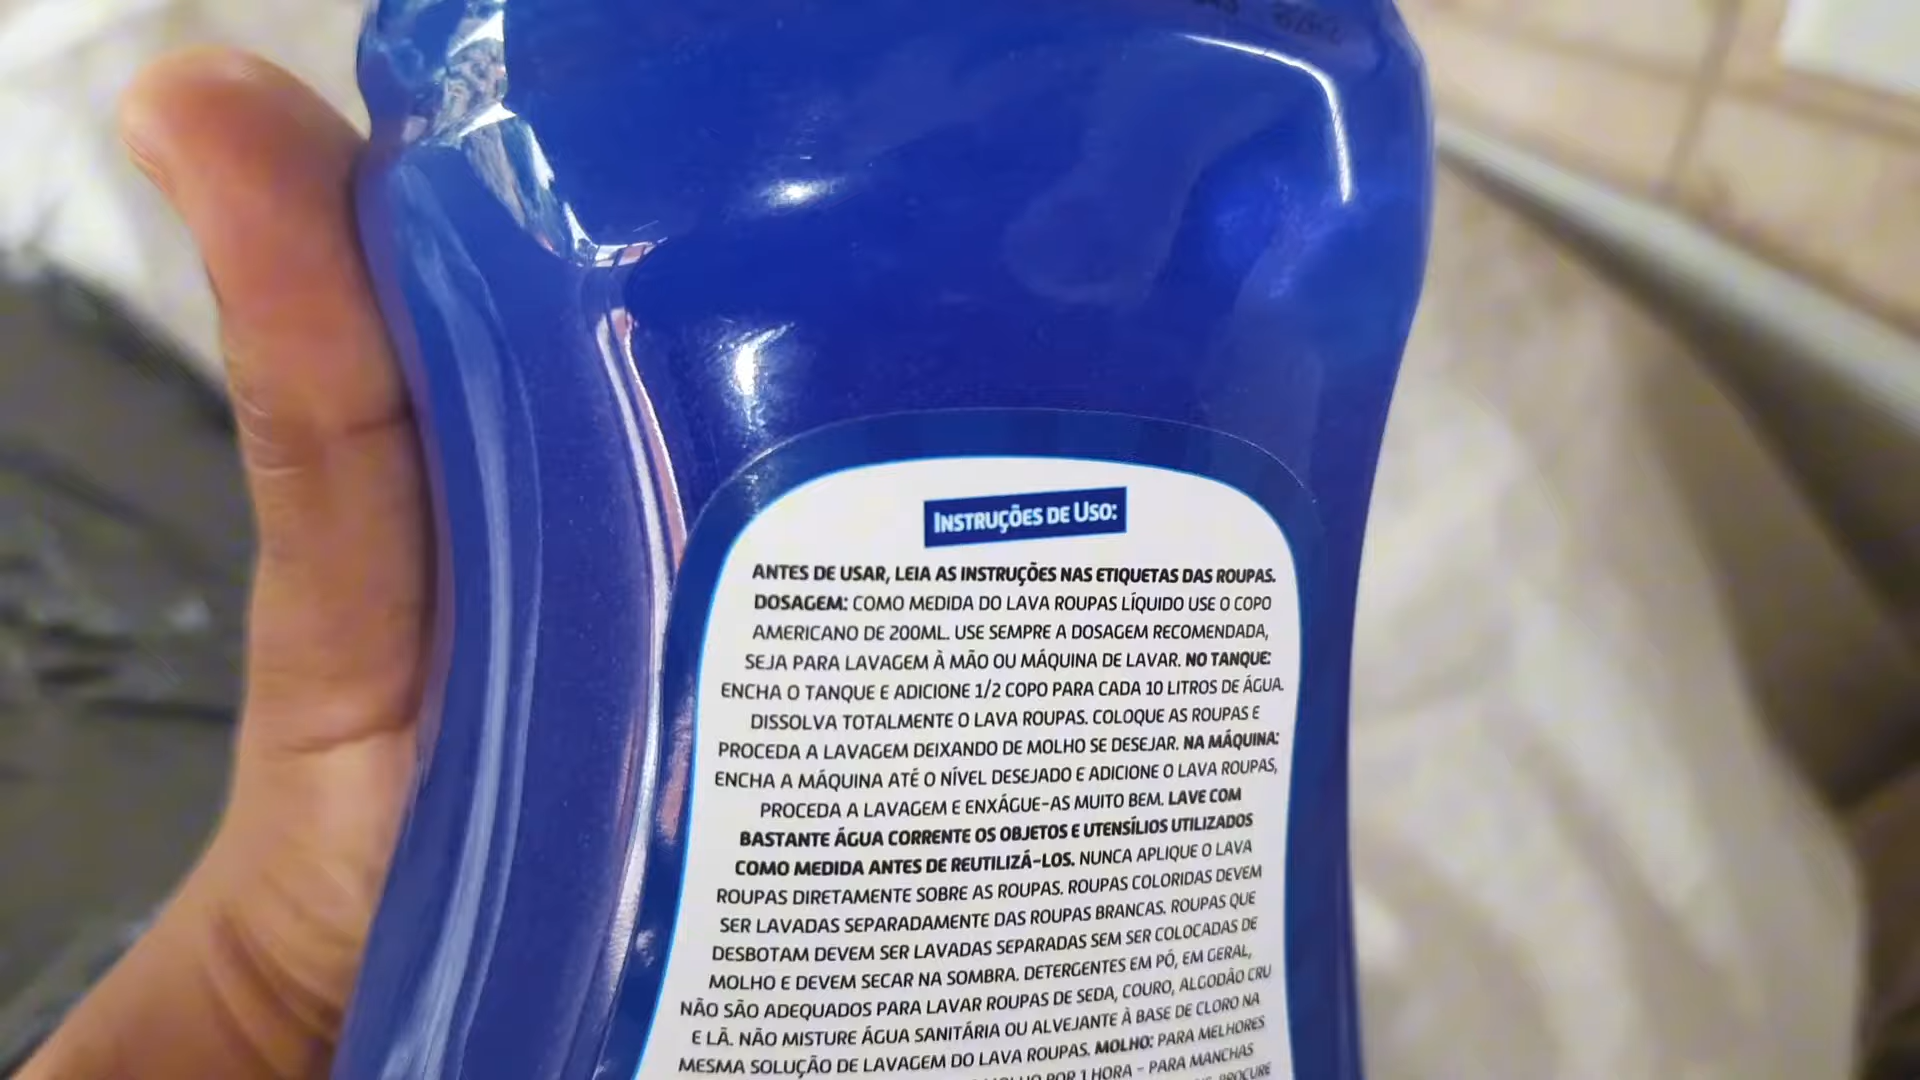 INSTRUÇÕES DE USO:
ANTES DE USAR, LEIA AS INSTRUÇÕES NAS ETIQUETAS DAS ROUPAS.
DOSAGEM: COMO MEDIDA DO LAVA ROUPAS LÍQUIDO USE O COPO
AMERICANO DE 200ML. USE SEMPRE A DOSAGEM RECOMENDADA,
SEJA PARA LAVAGEM À MÃO OU MÁQUINA DE LAVAR. NO TANQUE:
ENCHA O TANQUE E ADICIONE 1/2 COPO PARA CADA 10 LITROS DE ÁGUA.
DISSOLVA TOTALMENTE O LAVA ROUPAS. COLOQUE AS ROUPAS E
PROCEDA A LAVAGEM DEIXANDO DE MOLHO SE DESEJAR. NA MÁQUINA:
ENCHA A MÁQUINA ATÉ O NÍVEL DESEJADO E ADICIONE O LAVA ROUPAS,
PROCEDA A LAVAGEM E ENXÁGUE-AS MUITO BEM. LAVE COM
BASTANTE ÁGUA CORRENTE OS OBJETOS E UTENSÍLIOS UTILIZADOS
COMO MEDIDA ANTES DE REUTILIZÁ-LOS. NUNCA APLIQUE O LAVA
ROUPAS DIRETAMENTE SOBRE AS ROUPAS. ROUPAS COLORIDAS DEVEM
SER LAVADAS SEPARADAMENTE DAS ROUPAS BRANCAS. ROUPAS QUE
DESBOTAM DEVEM SER LAVADAS SEPARADAS SEM SER COLOCADAS DE
MOLHO E DEVEM SECAR NA SOMBRA. DETERGENTES EM PÓ, EM GERAL,
NÃO SÃO ADEQUADOS PARA LAVAR ROUPAS DE SEDA, COURO, ALGODÃO CRU
E LÃ. NÃO MISTURE ÁGUA SANITÁRIA OU ALVEJANTE À BASE DE CLORO NA
MESMA SOLUÇÃO DE LAVAGEM DO LAVA ROUPAS. MOLHO: PARA MELHORES
POR 1 HORA - PARA MANCHAS
PROCURE